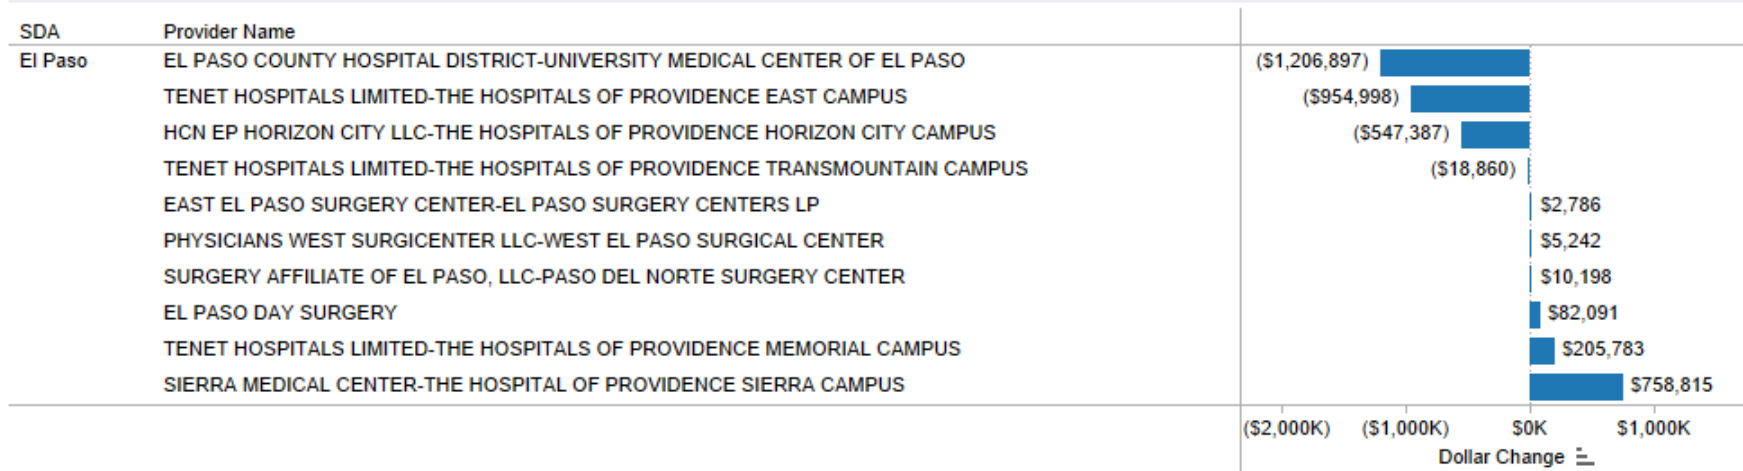 SDA Provider Name
El Paso EL PASO COUNTY HOSPITAL DISTRICT-UNIVERSITY MEDICAL CENTER OF EL PASO ($1,206,897)
TENET HOSPITALS LIMITED-THE HOSPITALS OF PROVIDENCE EAST CAMPUS ($954,998)
HCN EP HORIZON CITY LLC-THE HOSPITALS OF PROVIDENCE HORIZON CITY CAMPUS ($547,387)
TENET HOSPITALS LIMITED-THE HOSPITALS OF PROVIDENCE TRANSMOUNTAIN CAMPUS ($18,860)
EAST EL PASO SURGERY CENTER-EL PASO SURGERY CENTERS LP $2,786
PHYSICIANS WEST SURGICENTER LLC-WEST EL PASO SURGICAL CENTER $5,242
SURGERY AFFILIATE OF EL PASO, LLC-PASO DEL NORTE SURGERY CENTER $10,198
EL PASO DAY SURGERY $82,091
TENET HOSPITALS LIMITED-THE HOSPITALS OF PROVIDENCE MEMORIAL CAMPUS $205,783
SIERRA MEDICAL CENTER-THE HOSPITAL OF PROVIDENCE SIERRA CAMPUS $758,815
($2,000K) ($1,000K) $0K $1,000K
Dollar Change